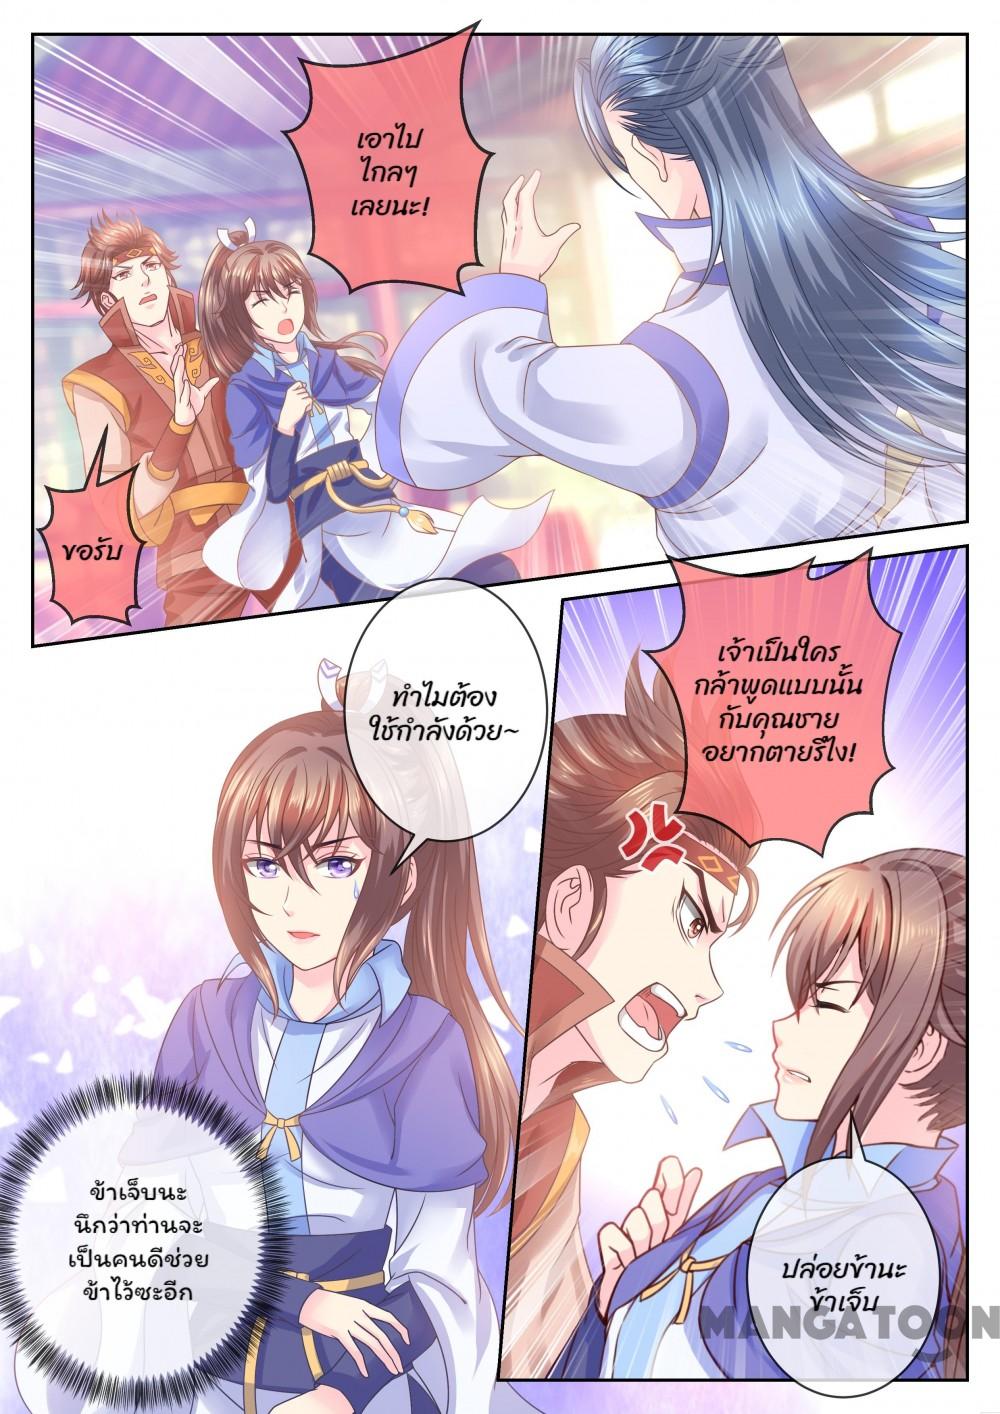 เอาไป
ไกลๆ
เลยนะ!
ขอรับ
ทำไมต้อง
ใช้กำลังด้วย~
เจ้าเป็นใคร
กล้าพูดแบบนั้น
กับคุณชาย
อยากตายรึไง!
ข้าเจ็บนะ
นึกว่าท่านจะ
เป็นคนดีช่วย
ข้าไว้ซะอีก
ปล่อยข้านะ
ข้าเจ็บ
MANGATOON